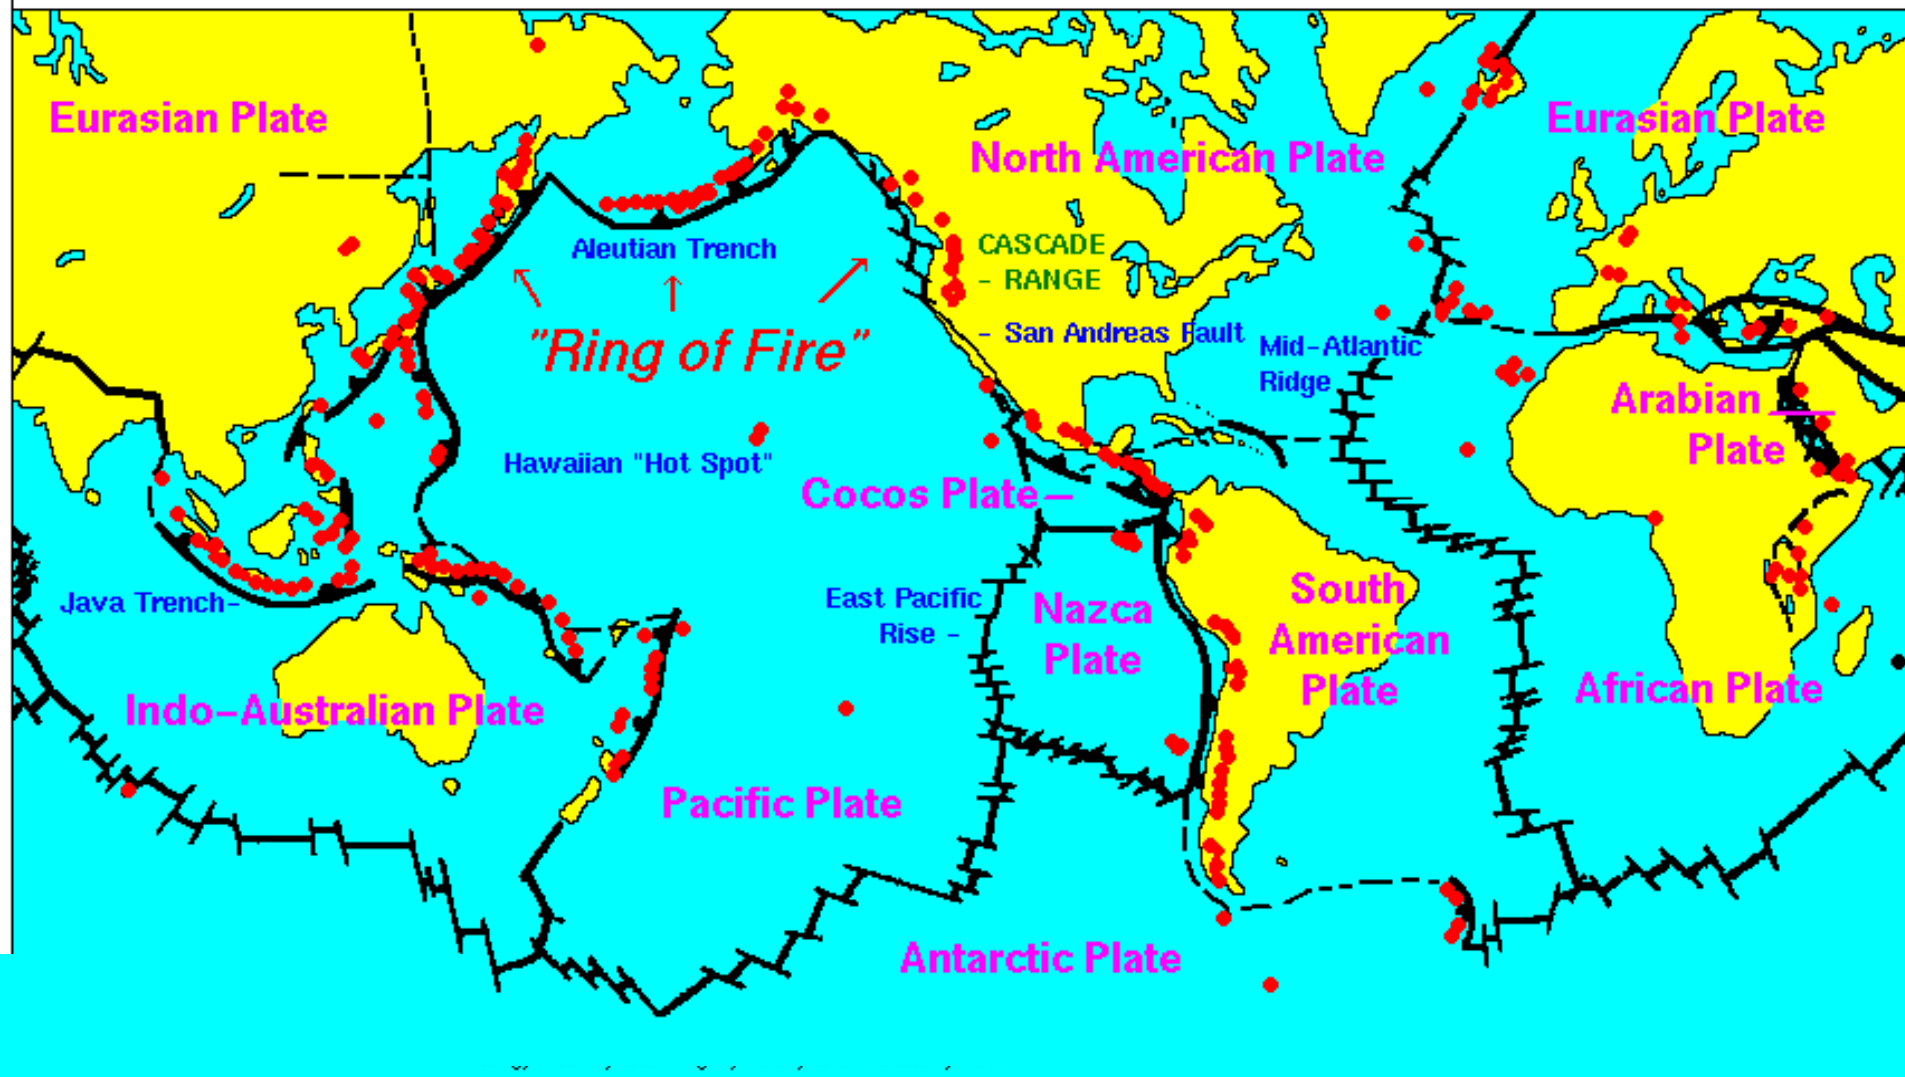 Eurasian Plate
Eurasian Plate
North American Plate
Aleutian Trench
CASCADE
- RANGE
"Ring of Fire"
- San Andreas Fault
Mid-Atlantic
Ridge
Arabian
Plate
Hawaiian "Hot Spot"
Cocos Plate
Java Trench-
East Pacific
Rise -
Nazca
Plate
South
American
Plate
Indo-Australian Plate
African Plate
Pacific Plate
Antarctic Plate